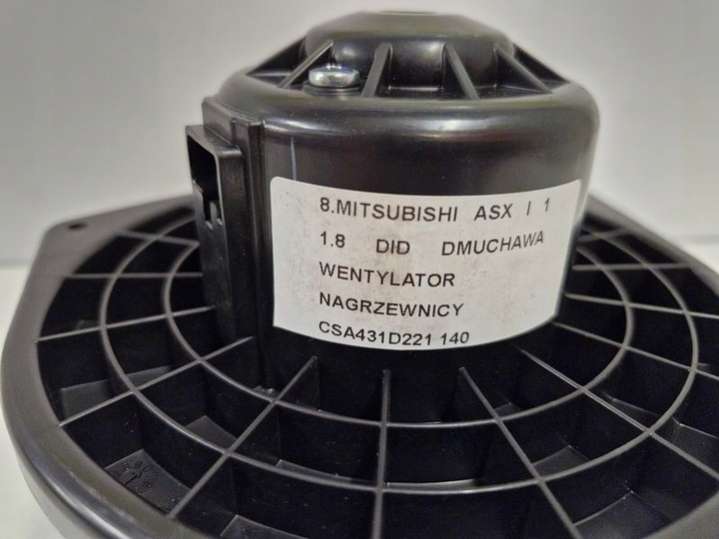 8.MITSUBISHI ASX I 1
1.8 DID DMUCHAWA
WENTYLATOR
NAGRZEWNICY
CSA431D221 140